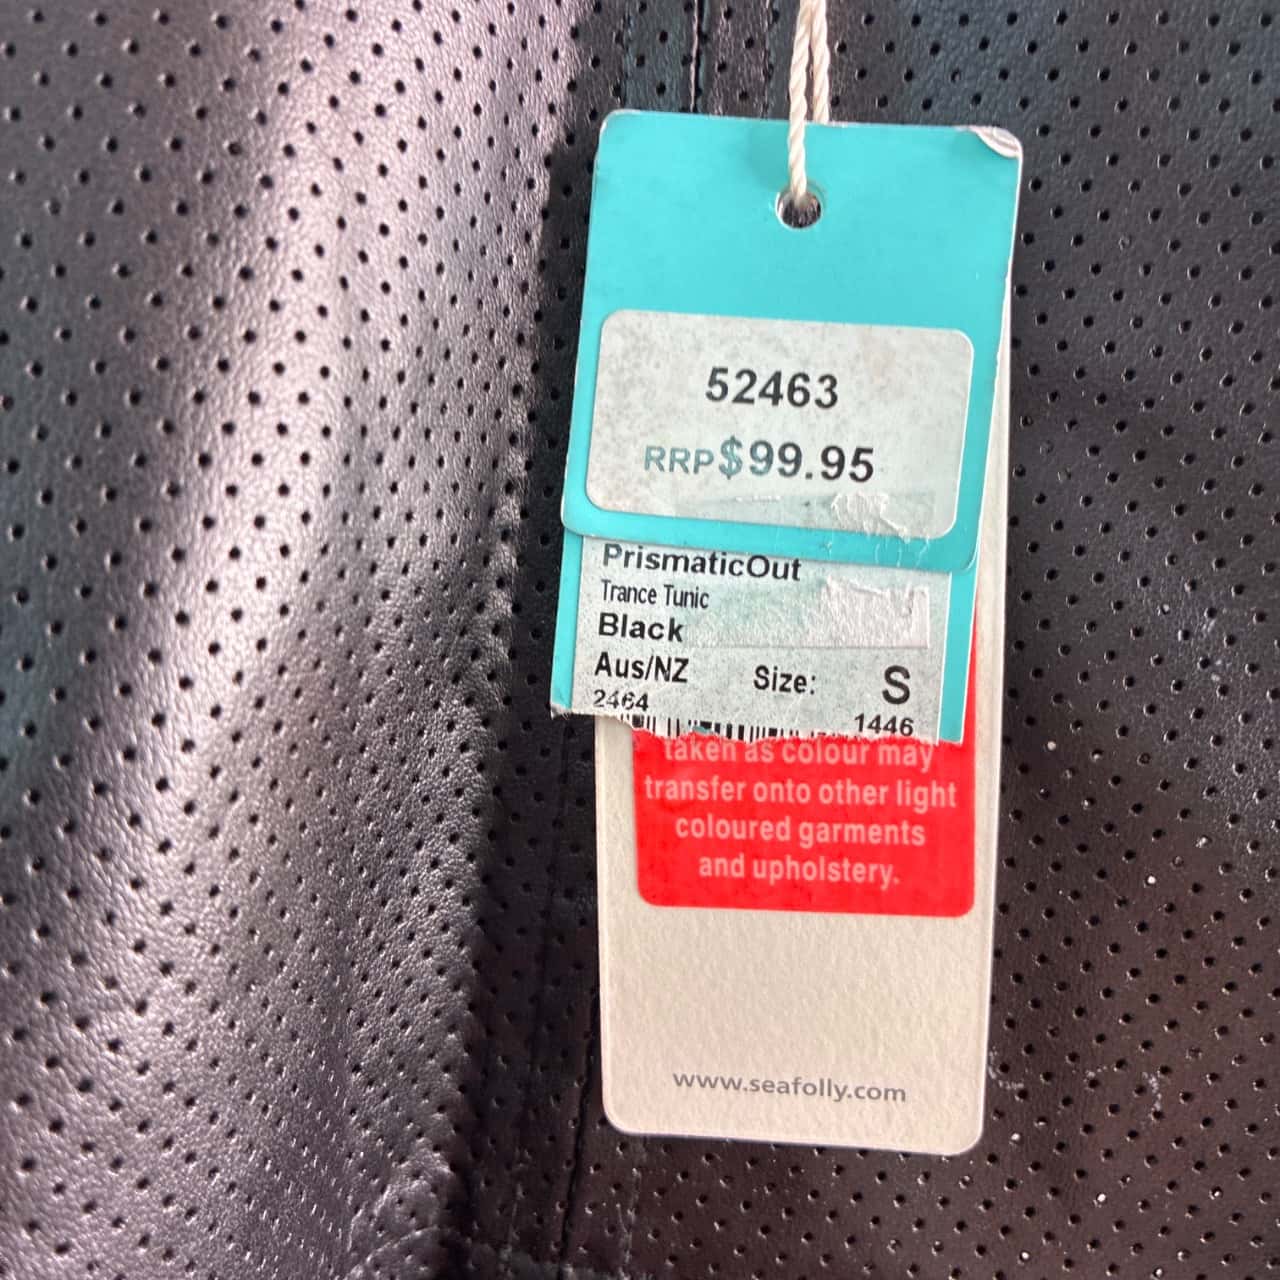 52463
RRP$99.95
PrismaticOut
Trance Tunic
Black
Aus/NZ Size: S
2464 1446
taken as colour may
transfer onto other light
coloured garments
and upholstery.
www.seafolly.com